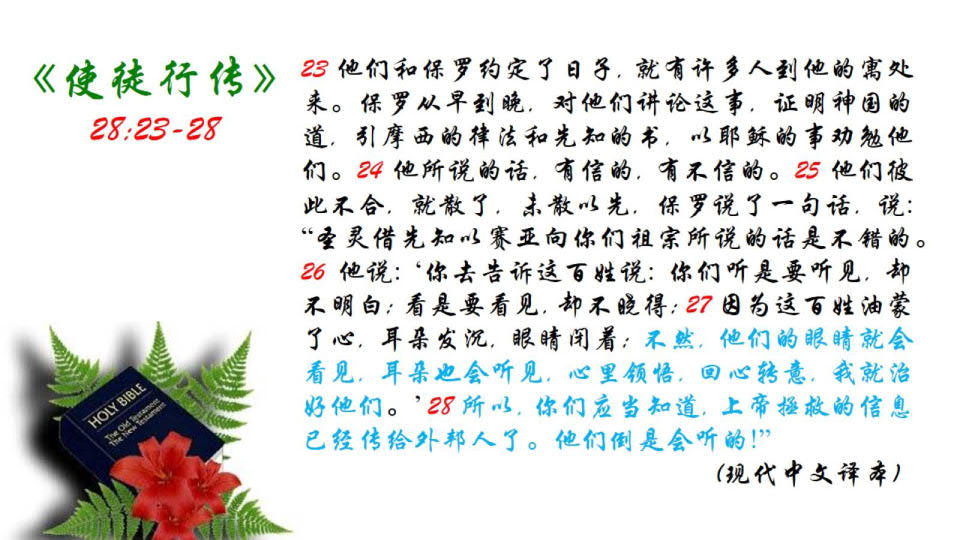 《使徒行传》
28:23-28
23 他们和保罗约定了日子，就有许多人到他的寓处
来。保罗从早到晚，对他们讲论这事，证明神国的
道，引摩西的律法和先知的书，以耶稣的事劝勉他
们。24 他所说的话，有信的，有不信的。25 他们彼
此不合，就散了，未散以先，保罗说了一句话，说：
“圣灵借先知以赛亚向你们祖宗所说的话是不错的。
26 他说：‘你去告诉这百姓说：你们听是要听见，却
不明白；看是要看见，却不晓得；27 因为这百姓油蒙
了心，耳朵发沉，眼睛闭着；不然，他们的眼睛就会
看见，耳朵也会听见，心里领悟，回心转意，我就治
好他们。’28 所以，你们应当知道，上帝拯救的信息
已经传给外邦人了。他们倒是会听的!”
(现代中文译本)
HOLY BIBLE
The Old Testament
The New Testament